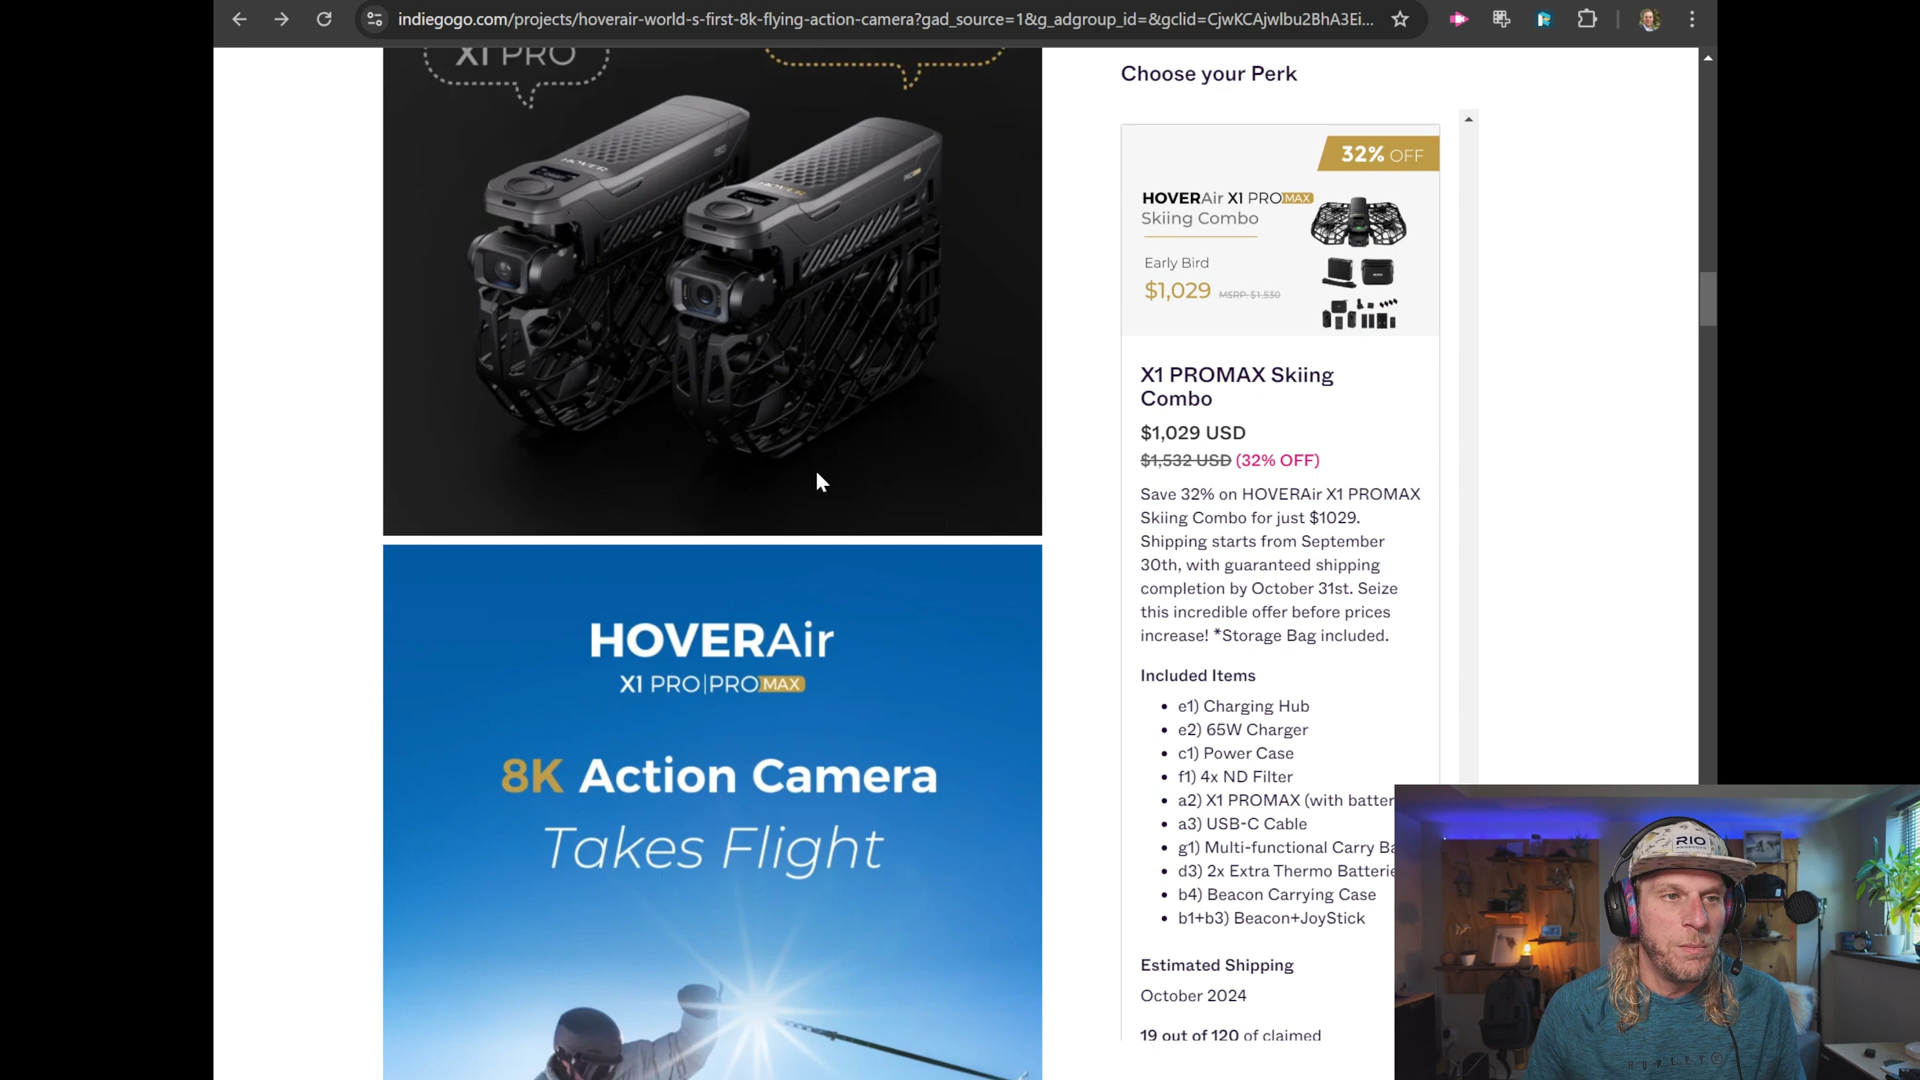 indiegogo.com/projects/hoverair-world-s-first-8k-flying-action-camera?gad_source=1&g_adgroup_id=&gclid=CjwKCAjwlbu2BhA3Ei...
X1 PRO
HOVER
HOVER
Choose your Perk
32% OFF
HOVERAir X1 PROMAX
Skiing Combo
Early Bird
$1,029 MSRP: $1,530
X1 PROMAX Skiing
Combo
$1,029 USD
$1,532 USD (32% OFF)
Save 32% on HOVERAir X1 PROMAX
Skiing Combo for just $1029.
Shipping starts from September
30th, with guaranteed shipping
completion by October 31st. Seize
this incredible offer before prices
increase! *Storage Bag included.
Included Items
• e1) Charging Hub
• e2) 65W Charger
• c1) Power Case
• f1) 4x ND Filter
• a2) X1 PROMAX (with batter
• a3) USB-C Cable
• g1) Multi-functional Carry Ba
• d3) 2x Extra Thermo Batterie
• b4) Beacon Carrying Case
• b1+b3) Beacon+JoyStick
Estimated Shipping
October 2024
19 out of 120 of claimed
HOVERAir
X1 PRO|PROMAX
8K Action Camera
Takes Flight
RIO
HURLEY